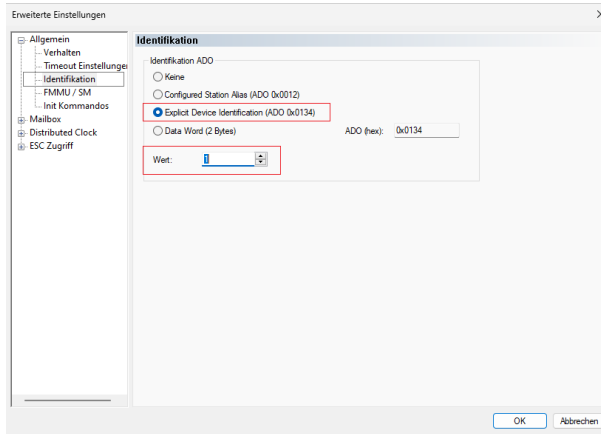 Erweiterte Einstellungen
Allgemein
Verhalten
Timeout Einstellunger
Identifikation
FMMU / SM
Init Kommandos
Mailbox
Distributed Clock
ESC Zugriff
Identifikation
Identifikation ADO
Keine
Configured Station Alias (ADO 0x0012)
Explicit Device Identification (ADO 0x0134)
Data Word (2 Bytes)
ADO (hex): 0x0134
Wert: 1
OK Abbrechen